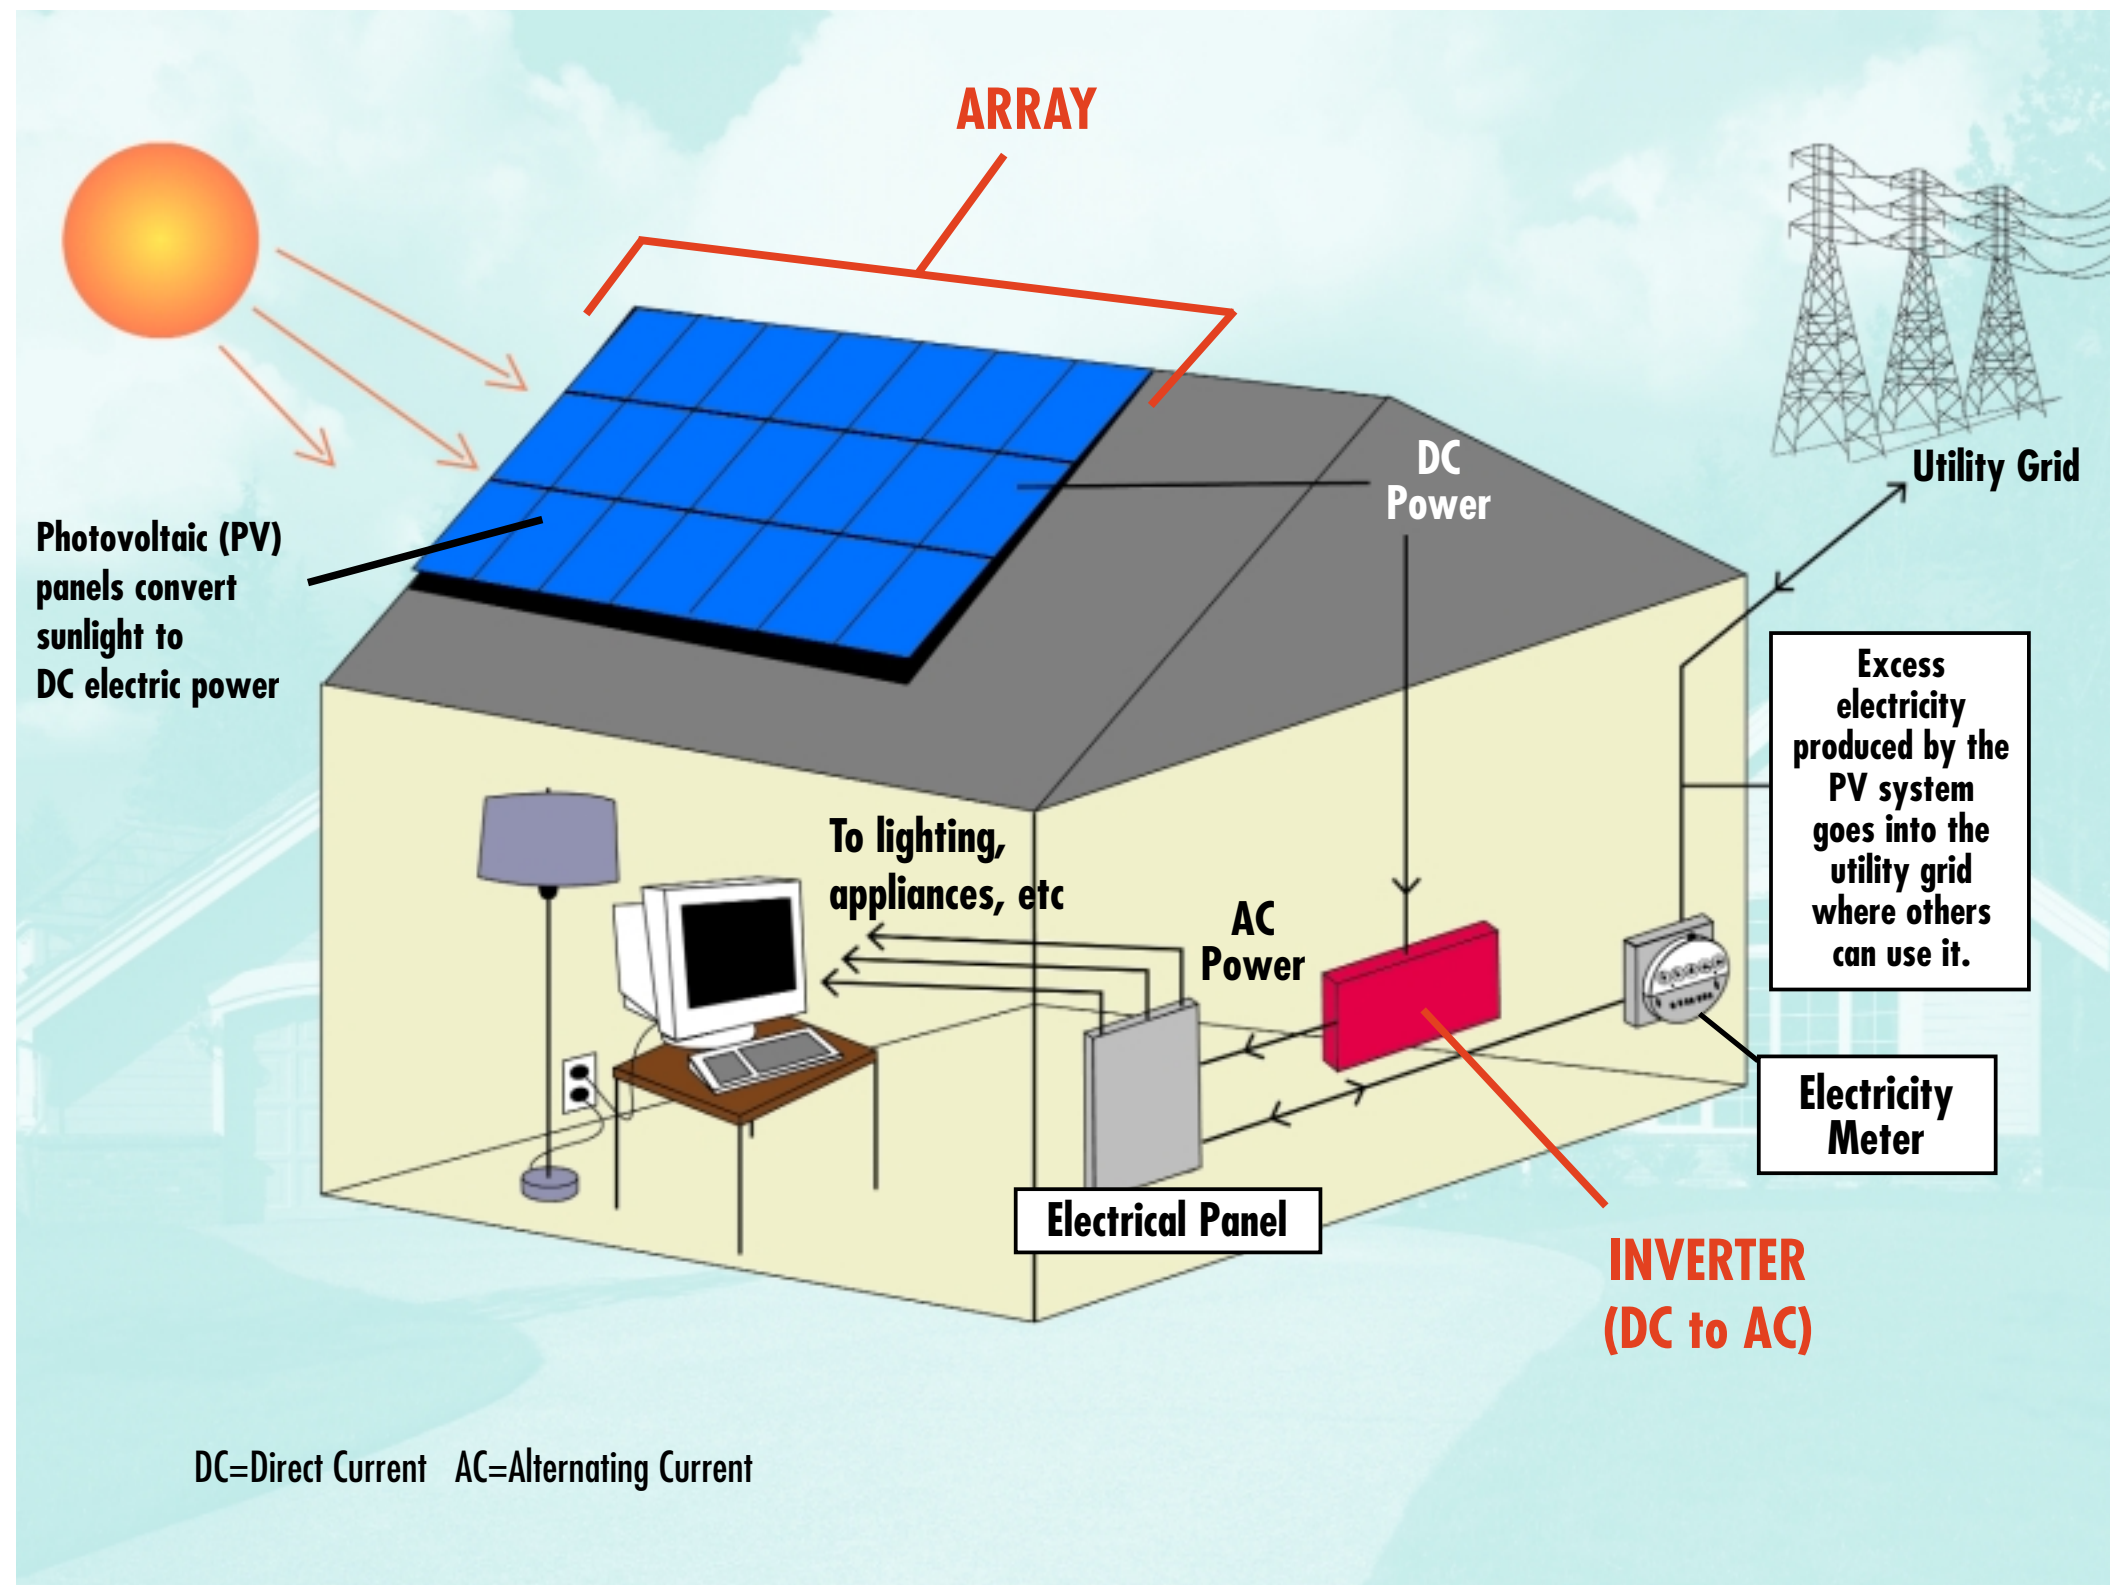 ARRAY
Utility Grid
DC
Power
Photovoltaic (PV)
panels convert
sunlight to
DC electric power
Excess
electricity
produced by the
PV system
goes into the
utility grid
where others
can use it.
To lighting,
appliances, etc
AC
Power
Electricity
Meter
Electrical Panel
INVERTER
(DC to AC)
DC=Direct Current AC=Alternating Current